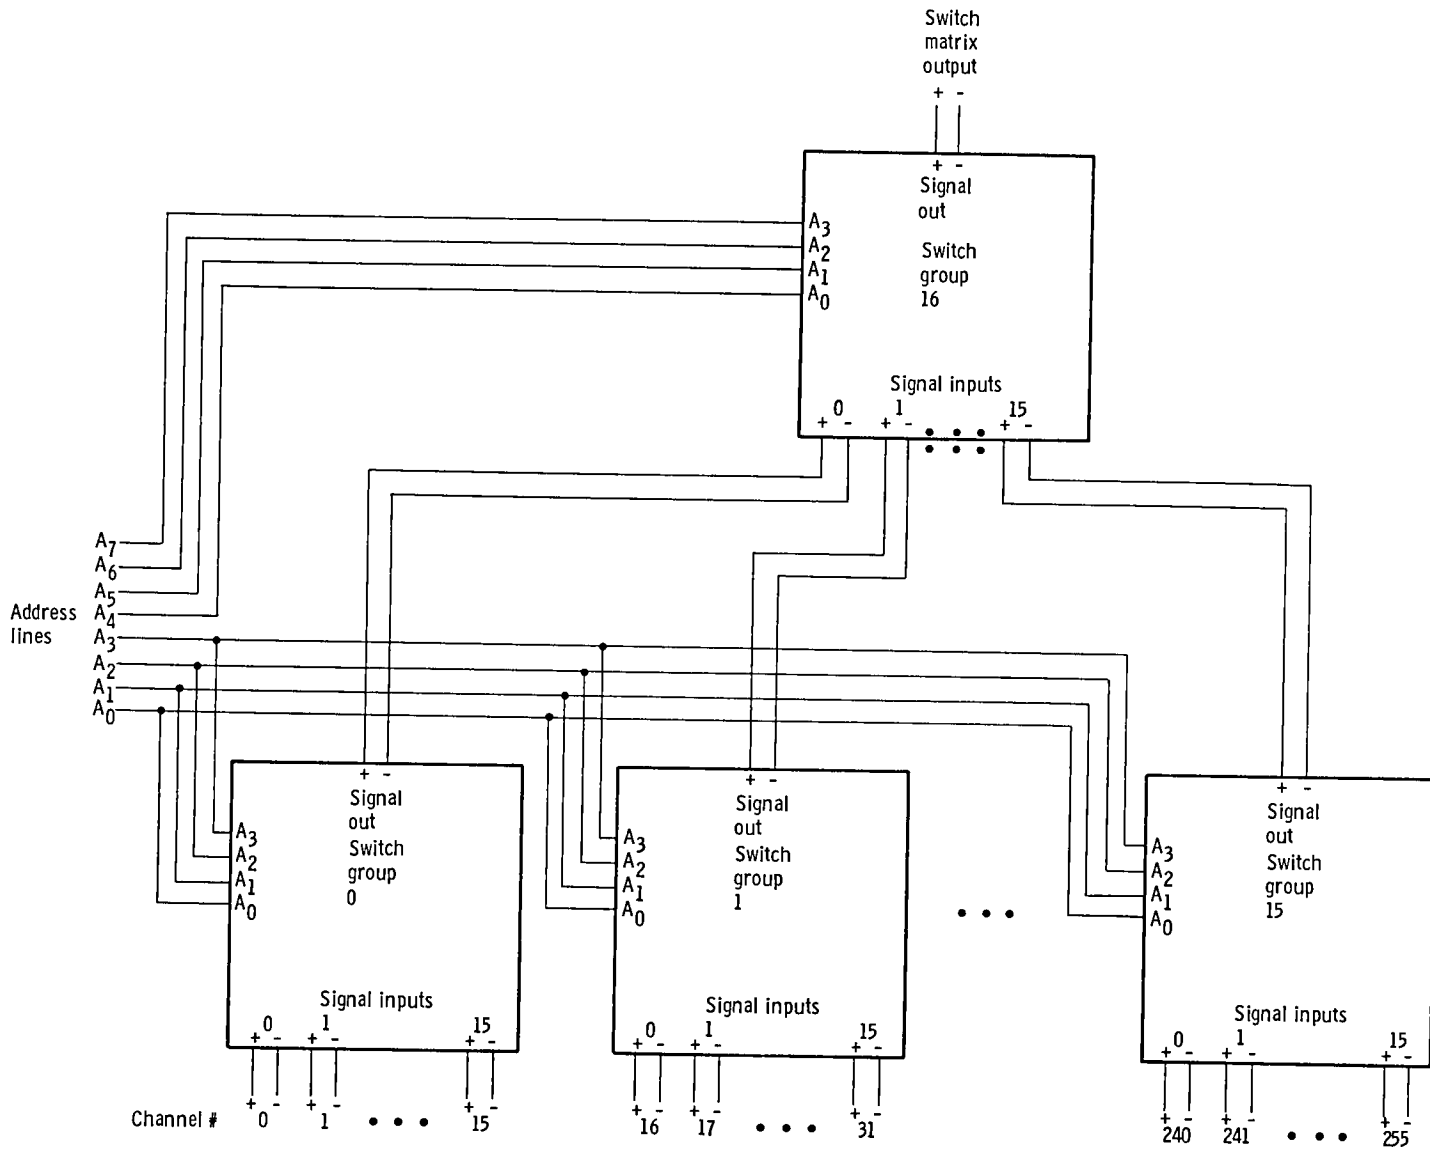 Switch
matrix
output
+ -
+ -
Signal
out
A3
A2
A1
A0
Switch
group
16
Signal inputs
0 1 15
+ - + - + -
Address
lines
A7
A6
A5
A4
A3
A2
A1
A0
+ -
Signal
out
Switch
group
0
A3
A2
A1
A0
Signal inputs
0 1 15
+ - + - + -
+ -
Signal
out
Switch
group
1
A3
A2
A1
A0
Signal inputs
0 1 15
+ - + - + -
+ -
Signal
out
Switch
group
15
A3
A2
A1
A0
Signal inputs
0 1 15
+ - + - + -
+ - + - + - + - + - + - + - + - + -
Channel # 0 1 • • • 15 16 17 • • • 31 240 241 • • • 255